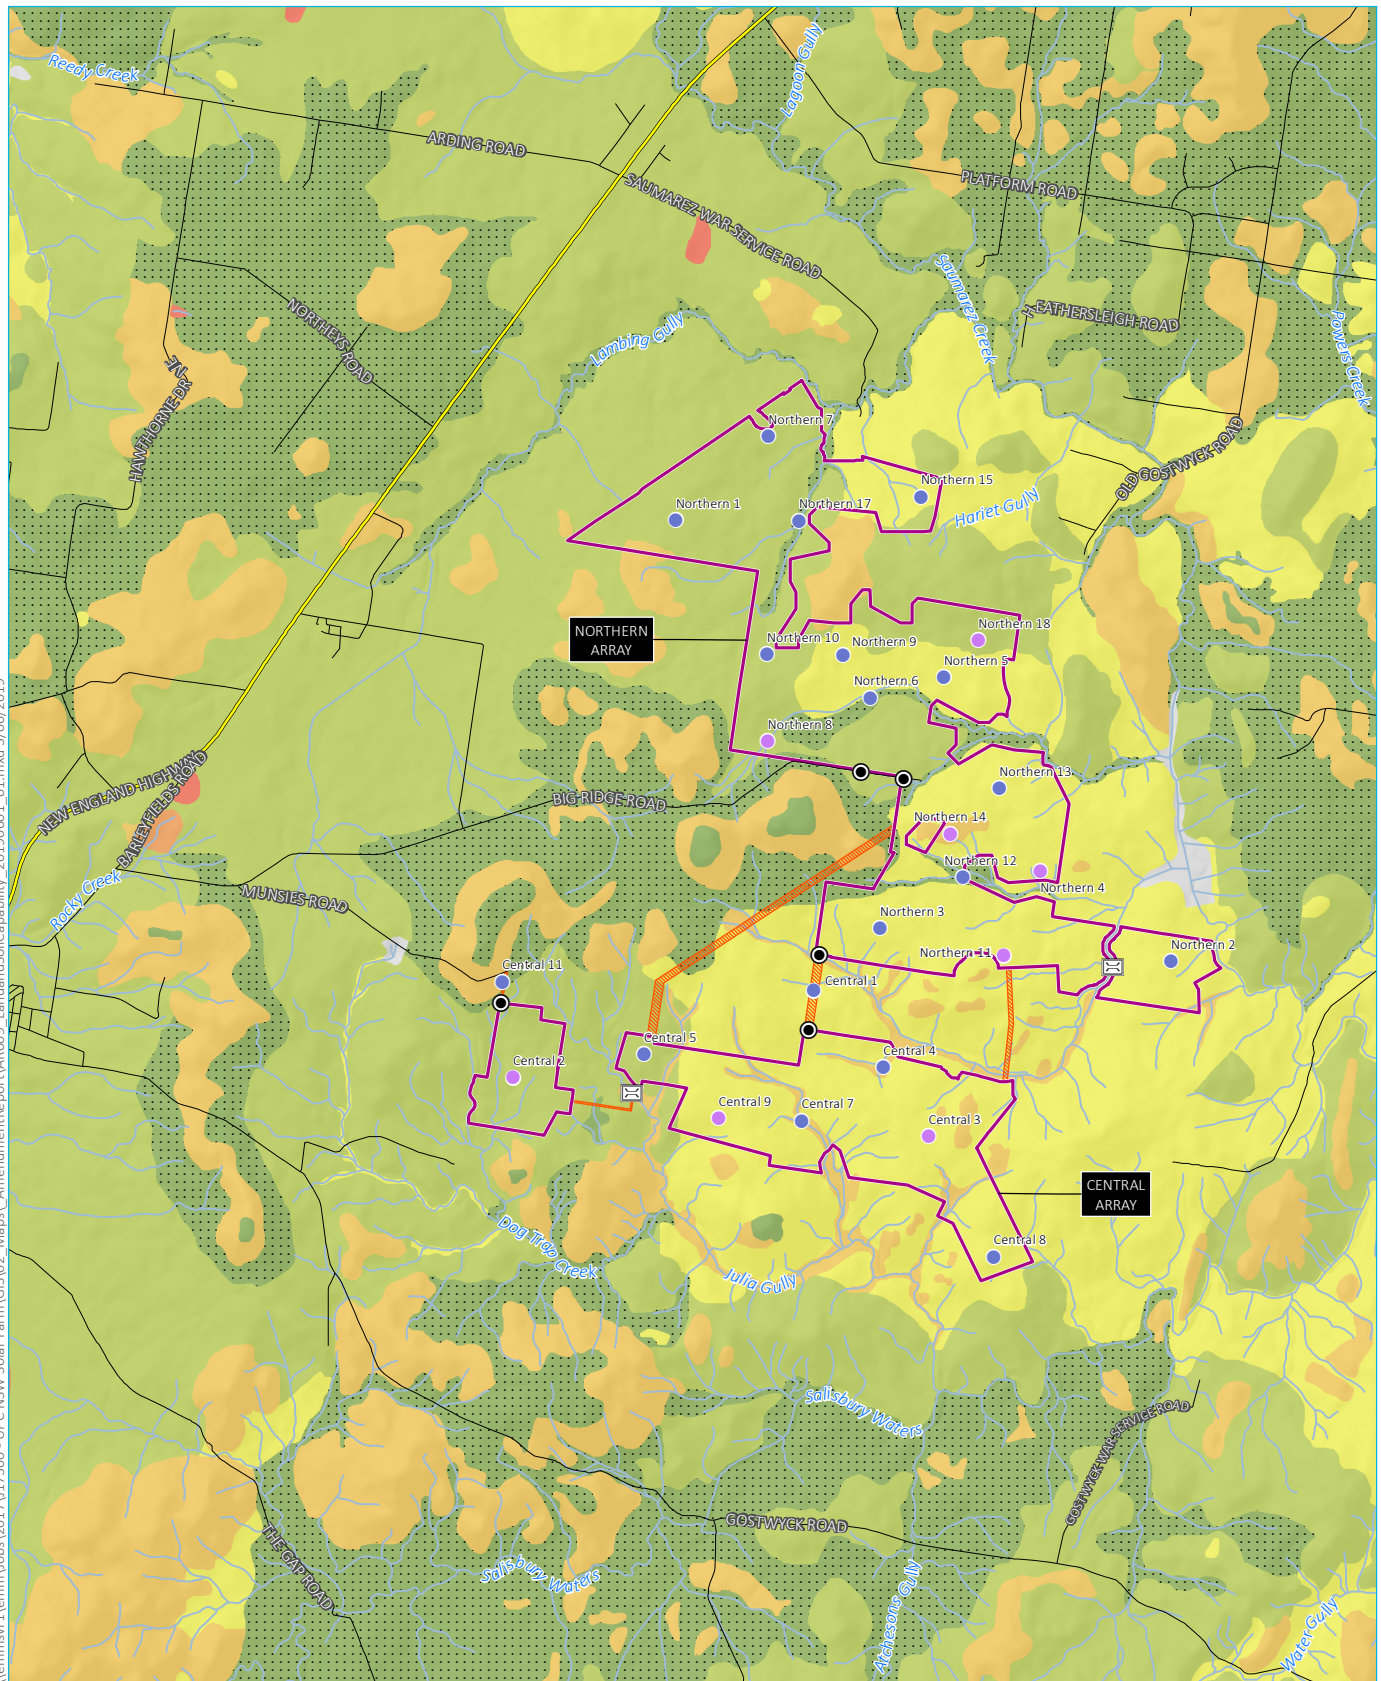 Reedy Creek
Lagoon Gully
ARDING ROAD
SAUMAREZ WAR SERVICE ROAD
PLATFORM ROAD
Saumarez Creek
HEATHERSLEIGH ROAD
Powers Creek
NORTHEYS ROAD
Lambing Gully
HAWTHORNE DRIVE
OLD GOSTWYCK ROAD
Northern 7
Northern 15
Northern 1
Northern 17
Hariet Gully
NORTHERN
ARRAY
Northern 10
Northern 9
Northern 18
Northern 5
Northern 6
Northern 8
Northern 13
NEW ENGLAND HIGHWAY
BARLEYFIELDS ROAD
BIG RIDGE ROAD
Northern 14
Northern 12
Northern 4
Rocky Creek
MUNSIES ROAD
Northern 3
Northern 11
Northern 2
Central 11
Central 1
Central 5
Central 4
Central 2
Central 9
Central 7
Central 3
CENTRAL
ARRAY
Dog Trap Creek
Julia Gully
Central 8
Salisbury Waters
GOSTWYCK WAR SERVICE ROAD
GOSTWYCK ROAD
THE GAP ROAD
Salisbury Waters
Atchesons Gully
Water Gully